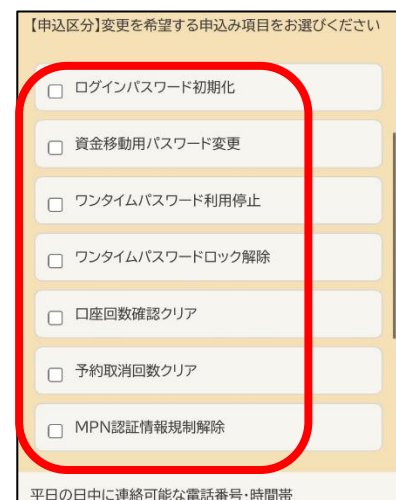 【申込区分】変更を希望する申込み項目をお選びください
ログインパスワード初期化
資金移動用パスワード変更
ワンタイムパスワード利用停止
ワンタイムパスワードロック解除
口座回数確認クリア
予約取消回数クリア
MPN認証情報規制解除
平日の日中に連絡可能な電話番号・時間帯